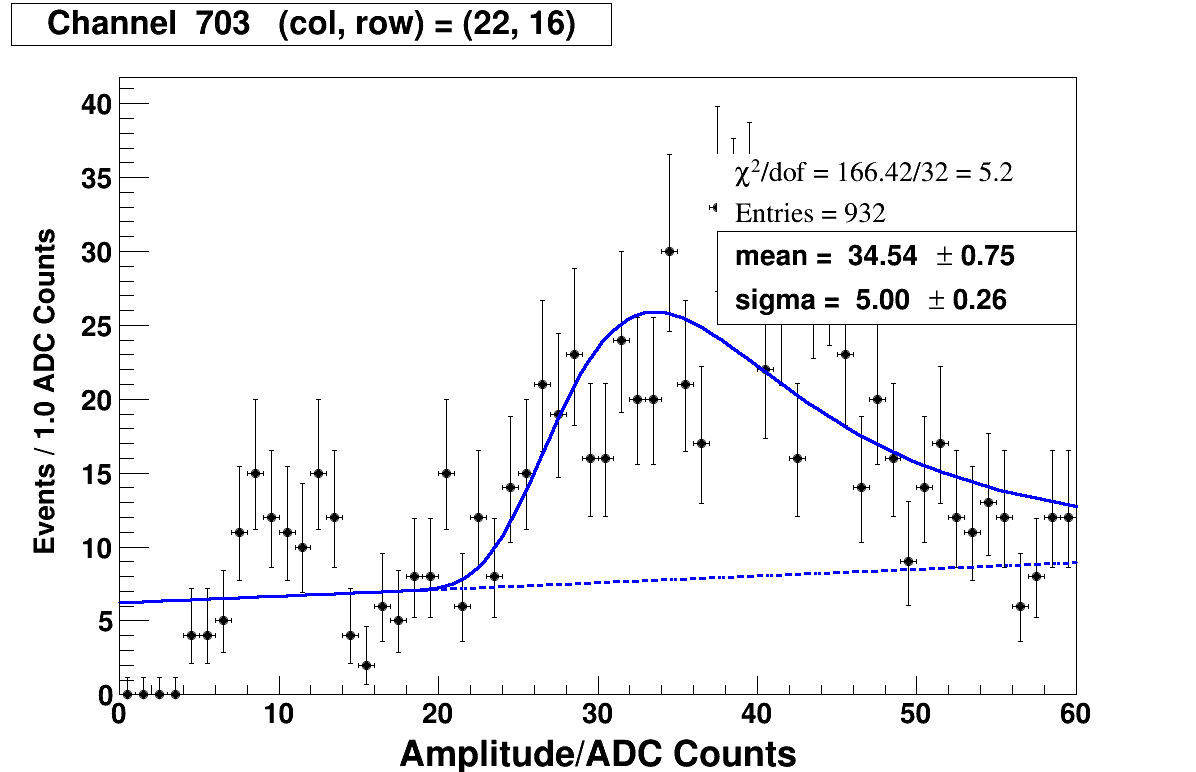 Channel 703 (col, row) = (22, 16)
40
35
30
25
20
15
10
5
0
Events / 1.0 ADC Counts
χ²/dof = 166.42/32 = 5.2
Entries = 932
mean = 34.54 ± 0.75
sigma = 5.00 ± 0.26
0 10 20 30 40 50 60
Amplitude/ADC Counts